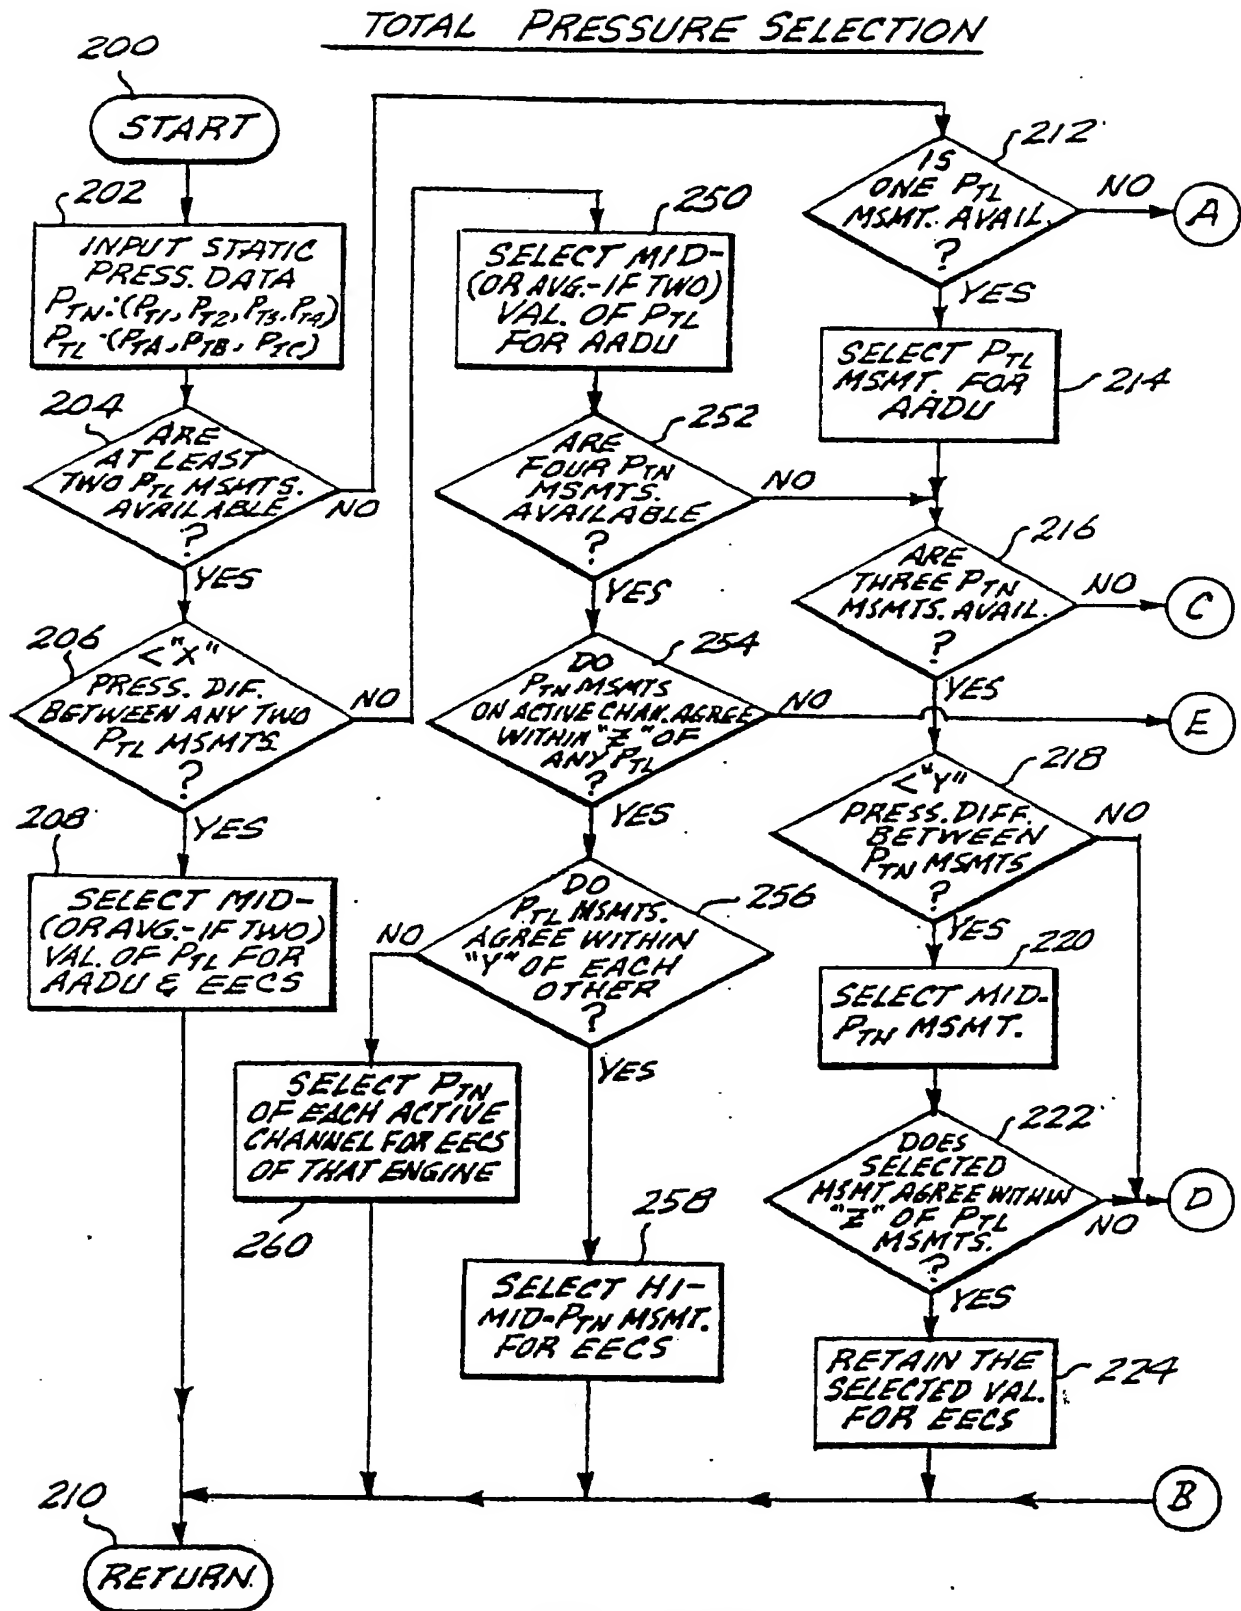 TOTAL PRESSURE SELECTION
200
START
202
INPUT STATIC
PRESS. DATA
PTN:(PT1, PT2, PT3, PT4)
PTL:(PTA, PTB, PTC)
204
ARE
AT LEAST
TWO PTL MSMTS.
AVAILABLE
?
NO
YES
206
<"X"
PRESS. DIF.
BETWEEN ANY TWO
PTL MSMTS.
?
NO
YES
208
SELECT MID-
(OR AVG.-IF TWO)
VAL. OF PTL FOR
AADU & EECS
210
RETURN.
250
SELECT MID-
(OR AVG.-IF TWO)
VAL. OF PTL
FOR AADU
252
ARE
FOUR PTN
MSMTS.
AVAILABLE
?
NO
YES
254
DO
PTN MSMTS
ON ACTIVE CHAN. AGREE
WITHIN "Z" OF
ANY PTL
?
NO
E
YES
256
DO
PTL MSMTS.
AGREE WITHIN
"Y" OF EACH
OTHER
?
NO
YES
SELECT PTN
OF EACH ACTIVE
CHANNEL FOR EECS
OF THAT ENGINE
260
258
SELECT HI-
MID-PTN MSMT.
FOR EECS
212
IS
ONE PTL
MSMT. AVAIL.
?
NO
A
YES
SELECT PTL
MSMT. FOR
AADU
214
216
ARE
THREE PTN
MSMTS. AVAIL.
?
NO
C
YES
218
<"Y"
PRESS. DIFF.
BETWEEN
PTN MSMTS
?
NO
YES
220
SELECT MID-
PTN MSMT.
222
DOES
SELECTED
MSMT AGREE WITHIN
"Z" OF PTL
MSMTS.
?
NO
D
YES
RETAIN THE
SELECTED VAL.
FOR EECS
224
B